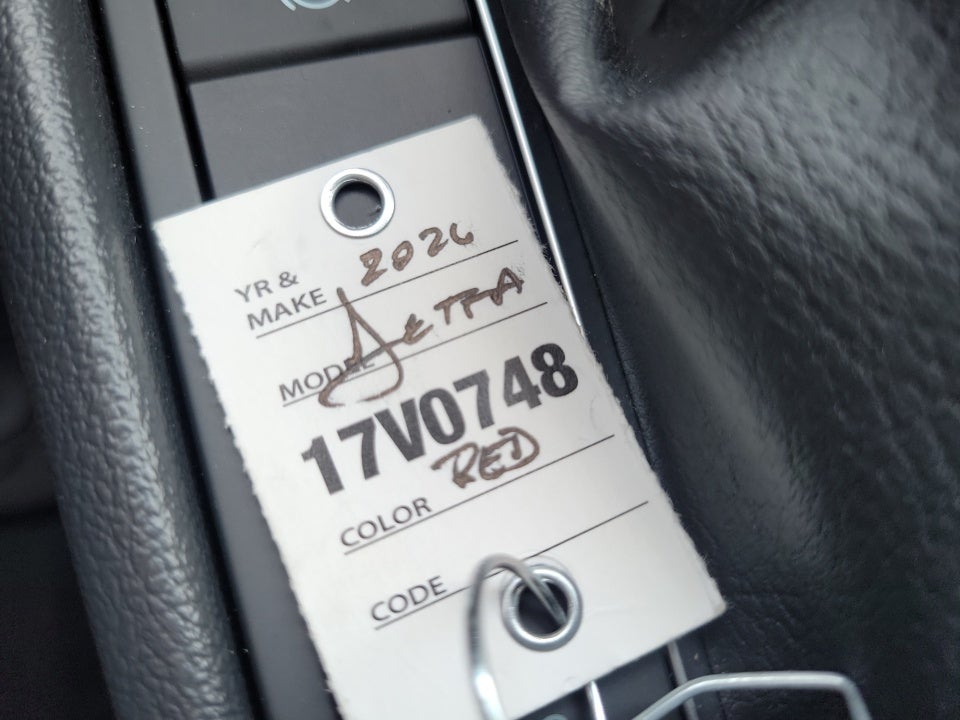 YR &
MAKE 2026
MODEL JETTA
17V0748
COLOR RED
CODE